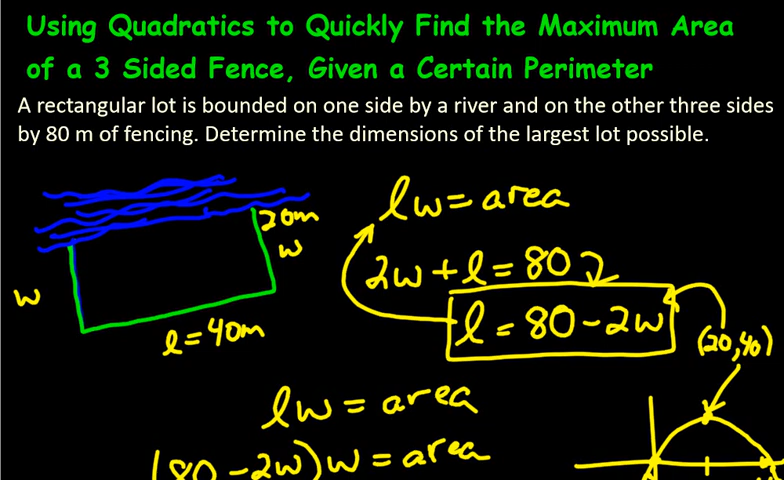 Using Quadratics to Quickly Find the Maximum Area
of a 3 Sided Fence, Given a Certain Perimeter
A rectangular lot is bounded on one side by a river and on the other three sides
by 80 m of fencing. Determine the dimensions of the largest lot possible.
20m
w
w
l = 40m
lw = area
2w + l = 80
l = 80 - 2w
(20,40)
lw = area
(80 - 2w)w = area